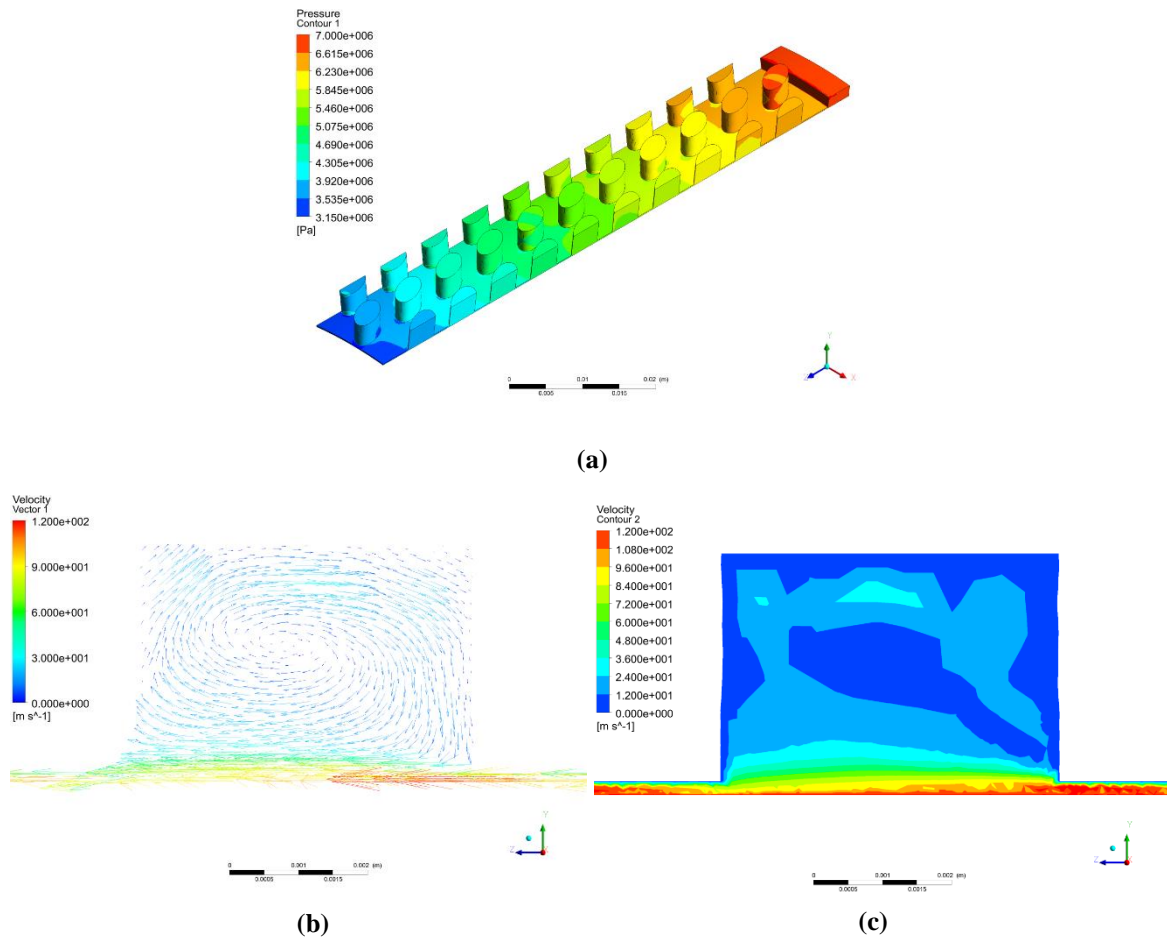 Pressure
Contour 1
7.000e+006
6.615e+006
6.230e+006
5.845e+006
5.460e+006
5.075e+006
4.690e+006
4.305e+006
3.920e+006
3.535e+006
3.150e+006
[Pa]
0 0.01 0.02 (m)
0.005 0.015
Y
Z X
(a)
Velocity
Vector 1
1.200e+002
9.000e+001
6.000e+001
3.000e+001
0.000e+000
[m s^-1]
0 0.001 0.002 (m)
0.0005 0.0015
Y
Z X
(b)
Velocity
Contour 2
1.200e+002
1.080e+002
9.600e+001
8.400e+001
7.200e+001
6.000e+001
4.800e+001
3.600e+001
2.400e+001
1.200e+001
0.000e+000
[m s^-1]
0 0.001 0.002 (m)
0.0005 0.0015
Y
Z X
(c)